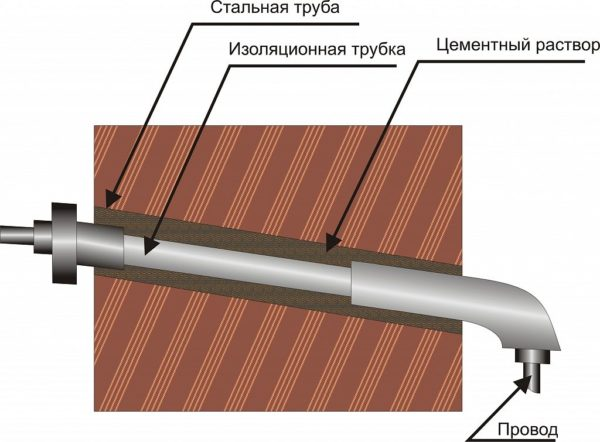 Стальная труба
Изоляционная трубка
Цементный раствор
Провод